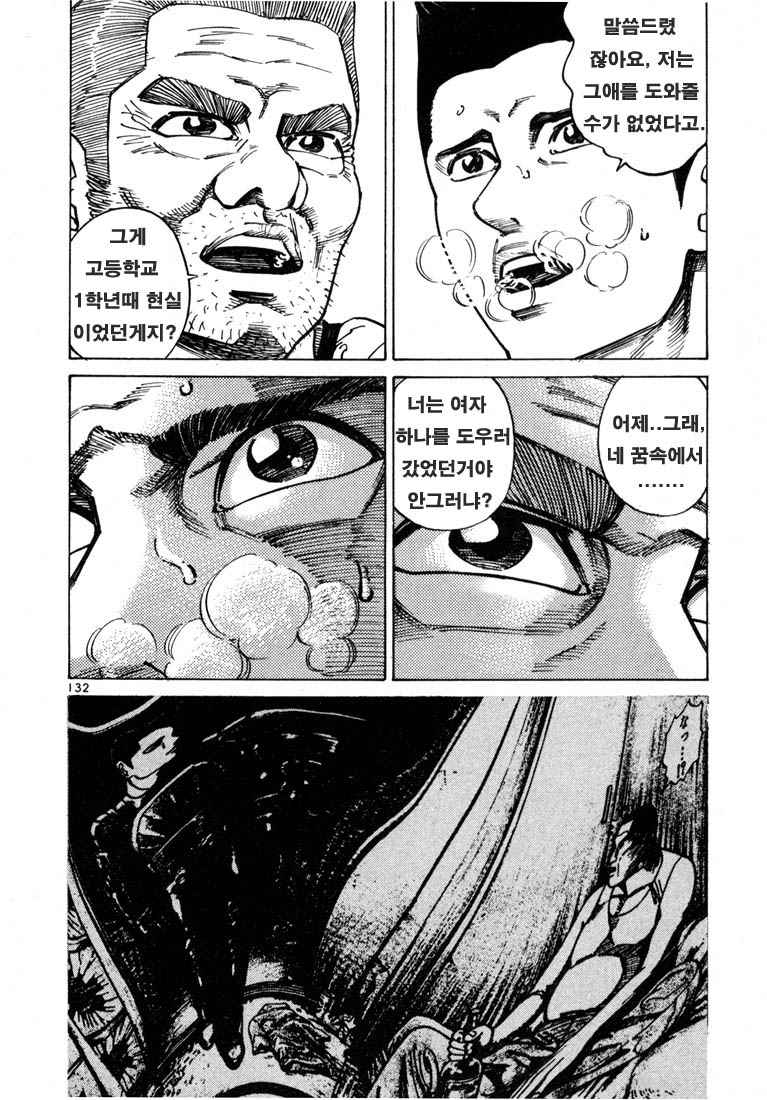 말씀드렸
잖아요, 저는
그애를 도와줄
수가 없었다고.
그게
고등학교
1학년때 현실
이었던게지?
어제..그래,
네 꿈속에서
.......
너는 여자
하나를 도우러
갔었던거야
안그러냐?
132
なっ…!?